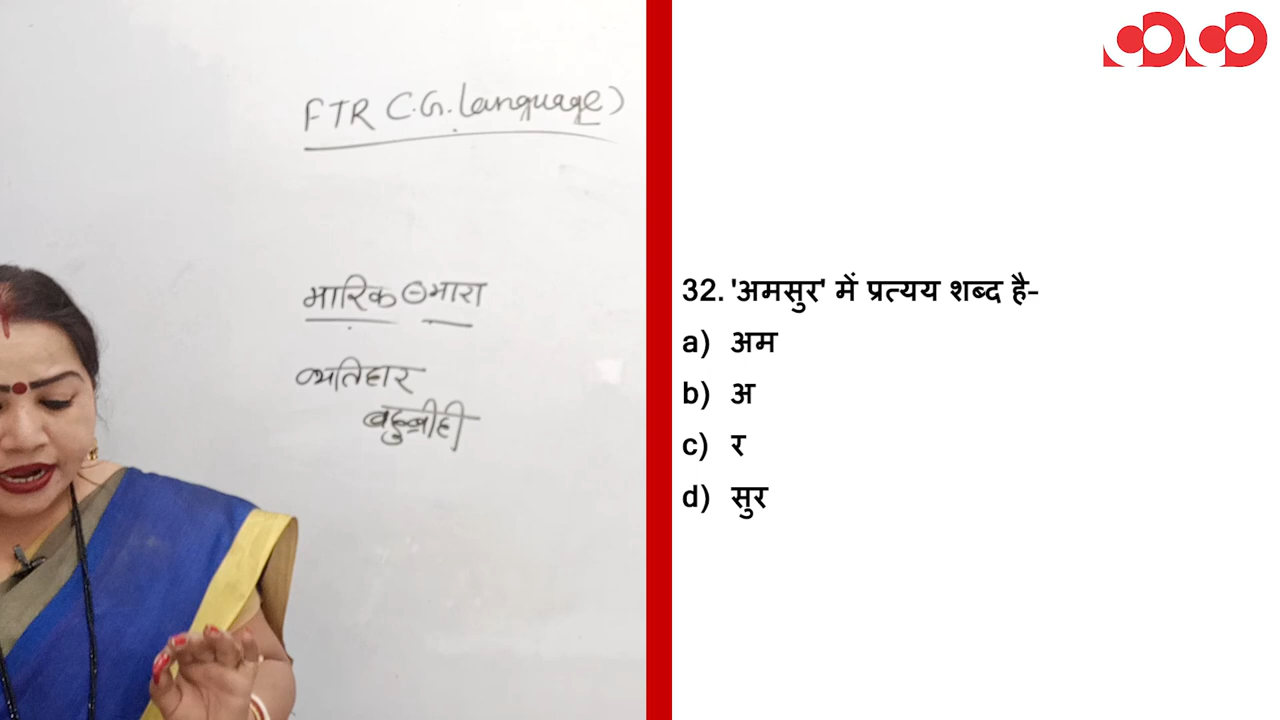 FTR C.G. Language)
मारिक-मारा
व्यतिहार
बहुब्रीही
32. 'अमसुर' में प्रत्यय शब्द है-
a) अम
b) अ
c) र
d) सुर